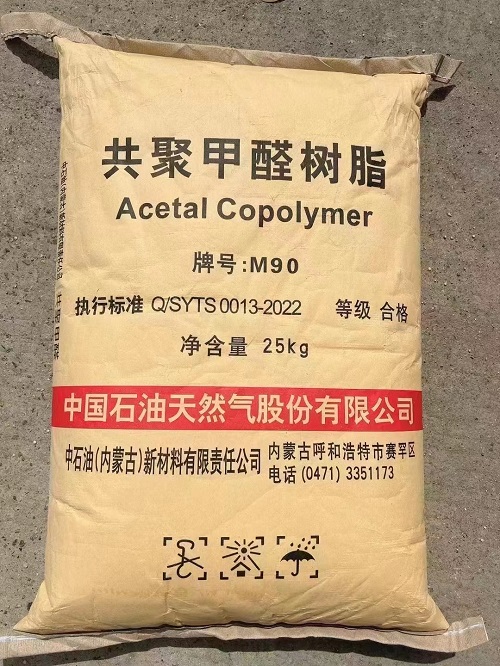 共聚甲醛树脂
Acetal Copolymer
牌号:M90
执行标准 Q/SYTS 0013-2022 等级 合格
净含量 25kg
中国石油天然气股份有限公司
中石油(内蒙古)新材料有限责任公司
内蒙古呼和浩特市赛罕区
电话 (0471) 3351173